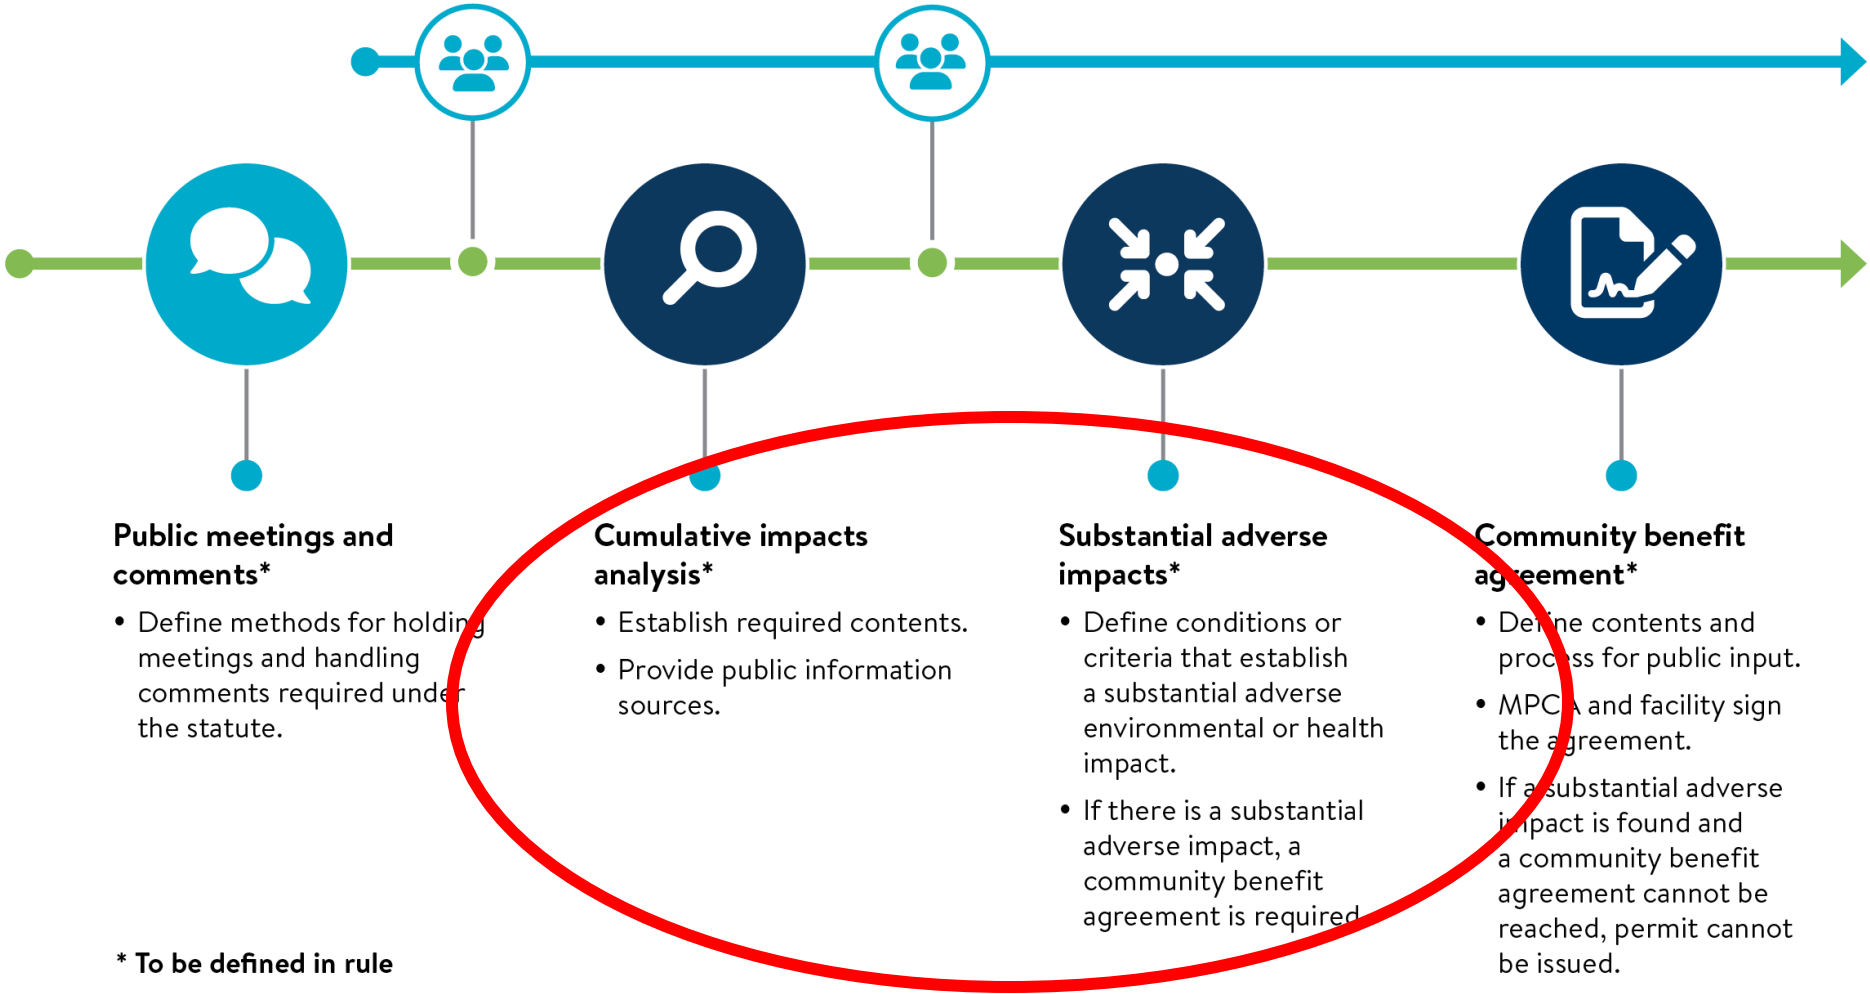 Public meetings and
comments*
• Define methods for holding
meetings and handling
comments required under
the statute.
Cumulative impacts
analysis*
• Establish required contents.
• Provide public information
sources.
Substantial adverse
impacts*
• Define conditions or
criteria that establish
a substantial adverse
environmental or health
impact.
• If there is a substantial
adverse impact, a
community benefit
agreement is required.
Community benefit
agreement*
• Define contents and
process for public input.
• MPCA and facility sign
the agreement.
• If a substantial adverse
impact is found and
a community benefit
agreement cannot be
reached, permit cannot
be issued.
* To be defined in rule